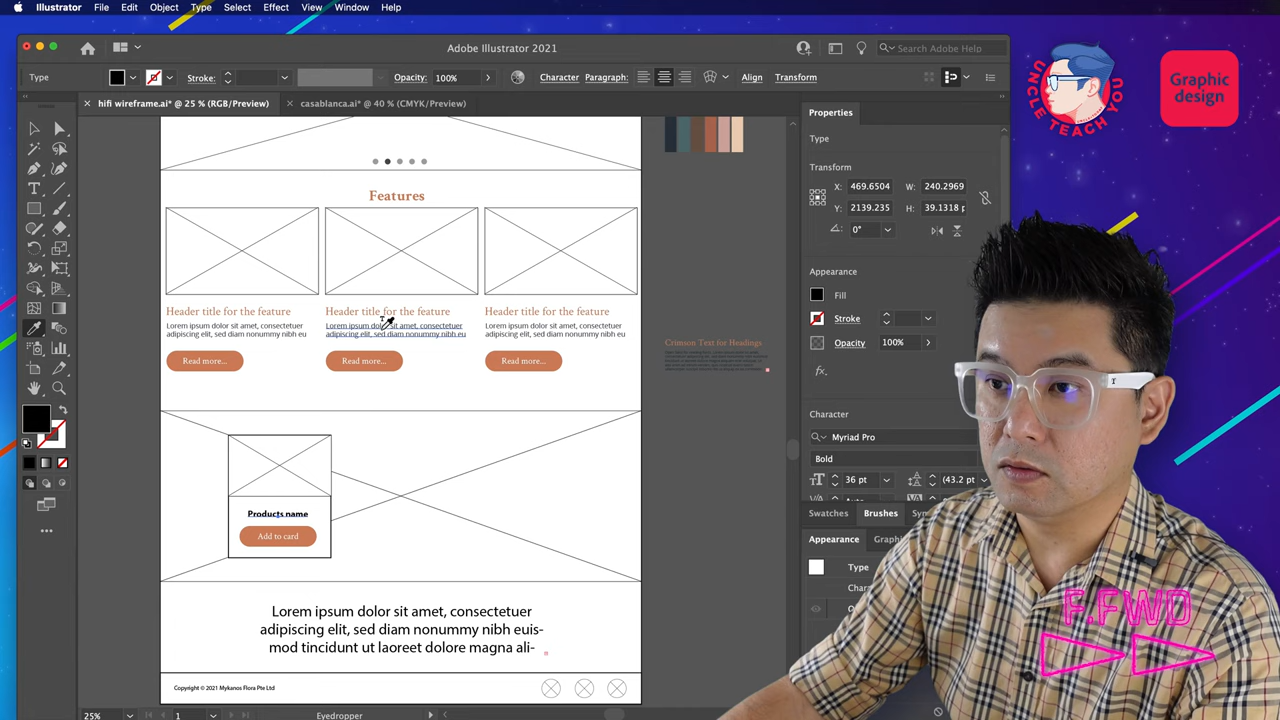 Illustrator File Edit Object Type Select Effect View Window Help
Adobe Illustrator 2021
Search Adobe Help
Type Stroke: Opacity: 100% Character Paragraph: Align Transform
hifi wireframe.ai* @ 25 % (RGB/Preview) casablanca.ai* @ 40 % (CMYK/Preview)
UNCLE TEACH YOU
Graphic
design
Features
Header title for the feature
Lorem ipsum dolor sit amet, consectetuer
adipiscing elit, sed diam nonummy nibh eu
Read more...
Header title for the feature
Lorem ipsum dolor sit amet, consectetuer
adipiscing elit, sed diam nonummy nibh eu
Read more...
Header title for the feature
Lorem ipsum dolor sit amet, consectetuer
adipiscing elit, sed diam nonummy nibh eu
Read more...
Products name
Add to card
Lorem ipsum dolor sit amet, consectetuer
adipiscing elit, sed diam nonummy nibh euis-
mod tincidunt ut laoreet dolore magna ali-
Copyright © 2021 Mykanos Flora Pte Ltd
Crimson Text for Headings
Properties
Type
Transform
X: 469.6504 W: 240.2969
Y: 2139.235 H: 39.1318 p
0°
Appearance
Fill
Stroke
Opacity 100%
fx.
Character
Myriad Pro
Bold
36 pt (43.2 pt
Auto
Swatches Brushes Sy
Appearance Graph
Type
Char
O
F.FWD
25% 1 Eyedropper